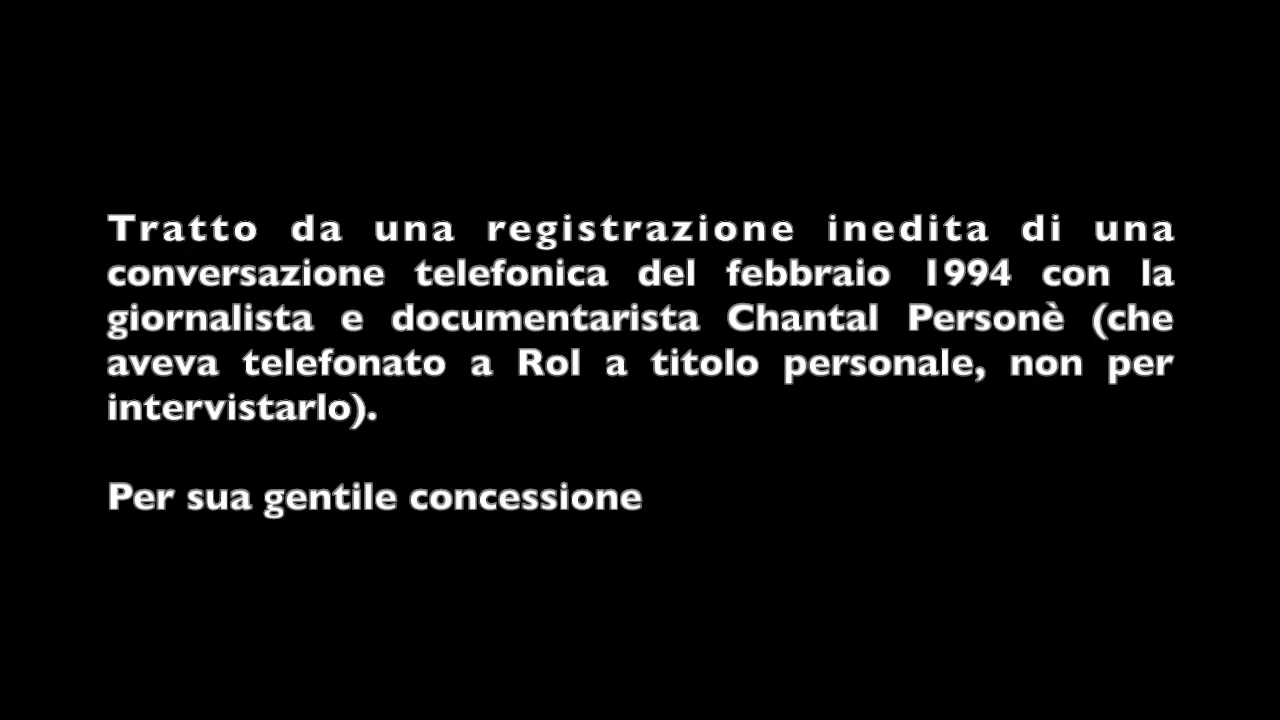 Tratto da una registrazione inedita di una
conversazione telefonica del febbraio 1994 con la
giornalista e documentarista Chantal Personè (che
aveva telefonato a Rol a titolo personale, non per
intervistarlo).
Per sua gentile concessione